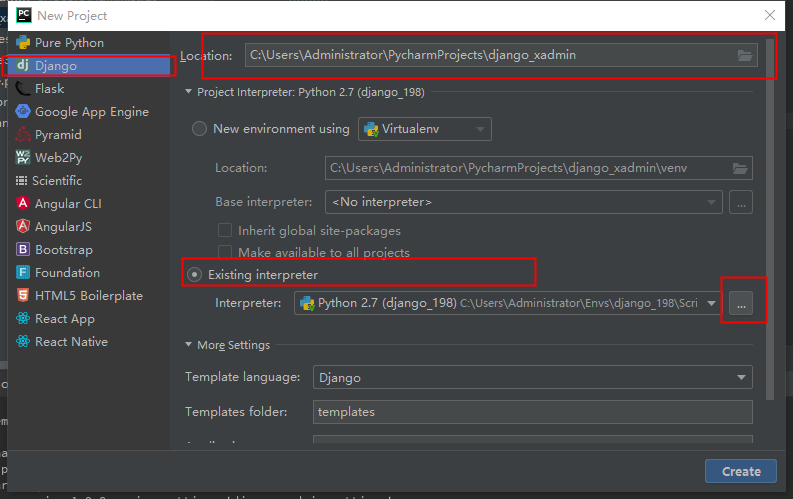 New Project
Pure Python
Django
Flask
Google App Engine
Pyramid
Web2Py
Scientific
Angular CLI
AngularJS
Bootstrap
Foundation
HTML5 Boilerplate
React App
React Native
Location: C:\Users\Administrator\PycharmProjects\django_xadmin
Project Interpreter: Python 2.7 (django_198)
New environment using Virtualenv
Location: C:\Users\Administrator\PycharmProjects\django_xadmin\venv
Base interpreter: <No interpreter> ...
Inherit global site-packages
Make available to all projects
Existing interpreter
Interpreter: Python 2.7 (django_198) C:\Users\Administrator\Envs\django_198\Scri ...
More Settings
Template language: Django
Templates folder: templates
Create